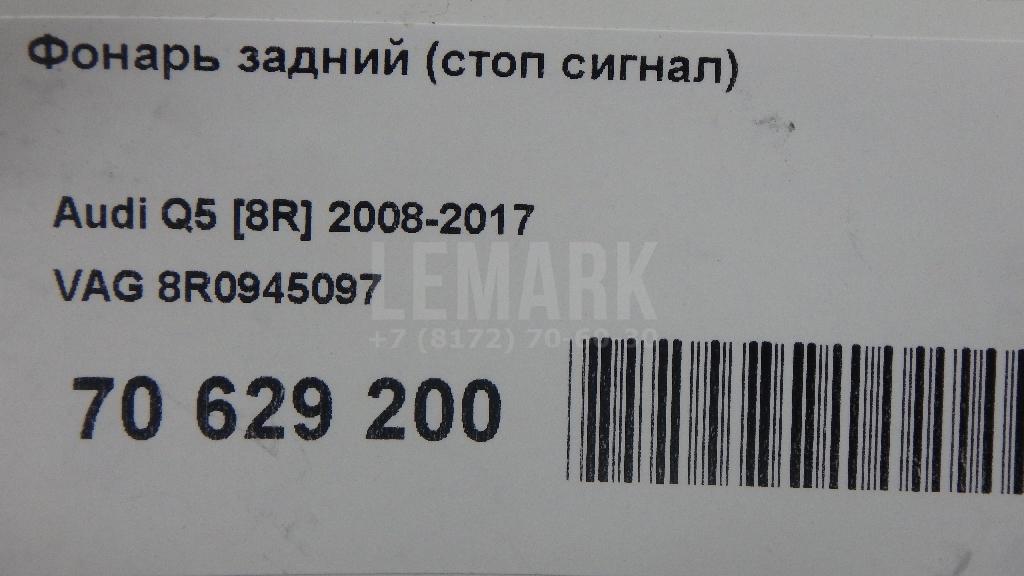 Фонарь задний (стоп сигнал)
Audi Q5 [8R] 2008-2017
VAG 8R0945097
LEMARK
+7 (8172) 70-60-30
70 629 200